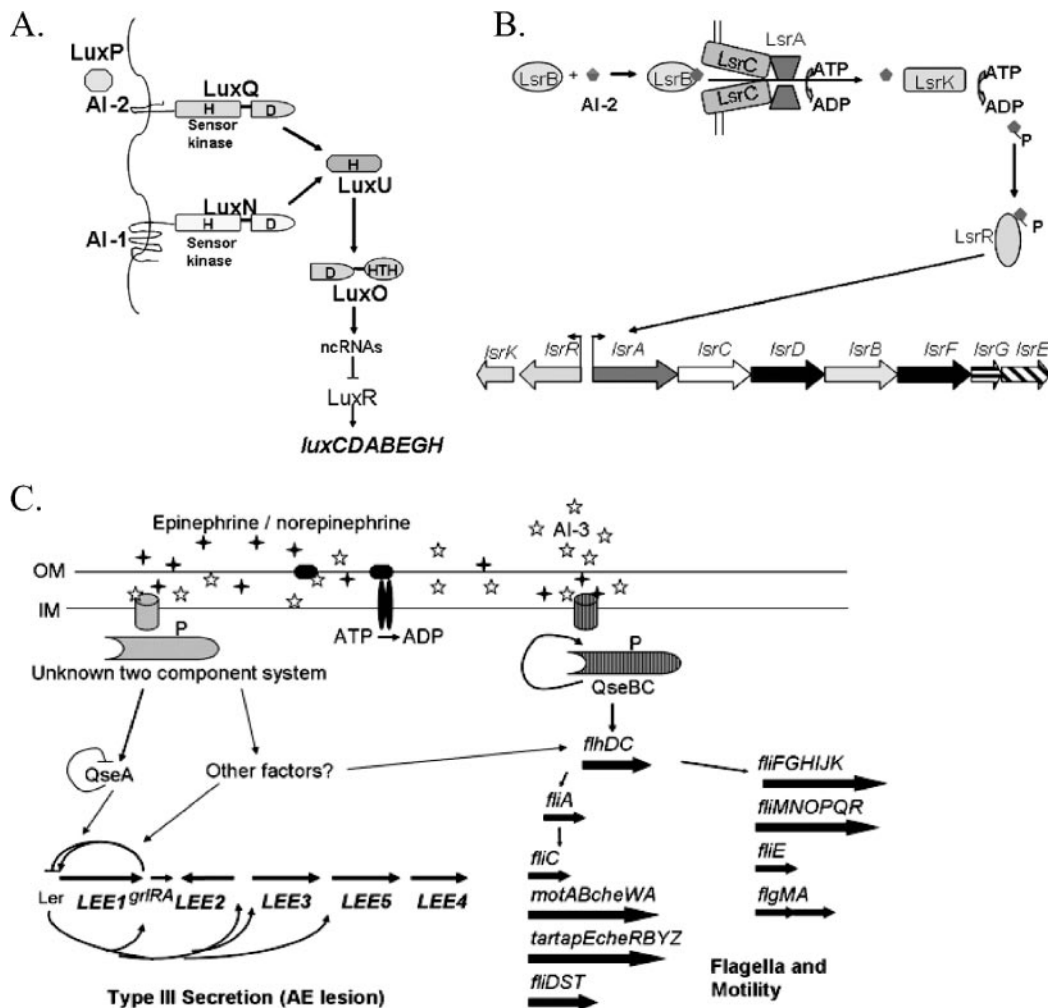 A.
LuxP
AI-2
LuxQ
H
D
Sensor
kinase
H
LuxU
LuxN
H
D
AI-1
Sensor
kinase
D
HTH
LuxO
ncRNAs
LuxR
luxCDABEGH
B.
LsrB
+
AI-2
LsrB
LsrC
LsrC
LsrA
ATP
ADP
LsrK
ATP
ADP
P
LsrR
P
lsrK
lsrR
lsrA
lsrC
lsrD
lsrB
lsrF
lsrG
lsrE
C.
Epinephrine / norepinephrine
AI-3
OM
IM
P
ATP
ADP
Unknown two component system
P
QseBC
QseA
Other factors?
flhDC
fliA
fliC
motABcheWA
tartapEcheRBYZ
fliDST
fliFGHIJK
fliMNOPQR
fliE
flgMA
Ler
LEE1
grlRA
LEE2
LEE3
LEE5
LEE4
Type III Secretion (AE lesion)
Flagella and
Motility